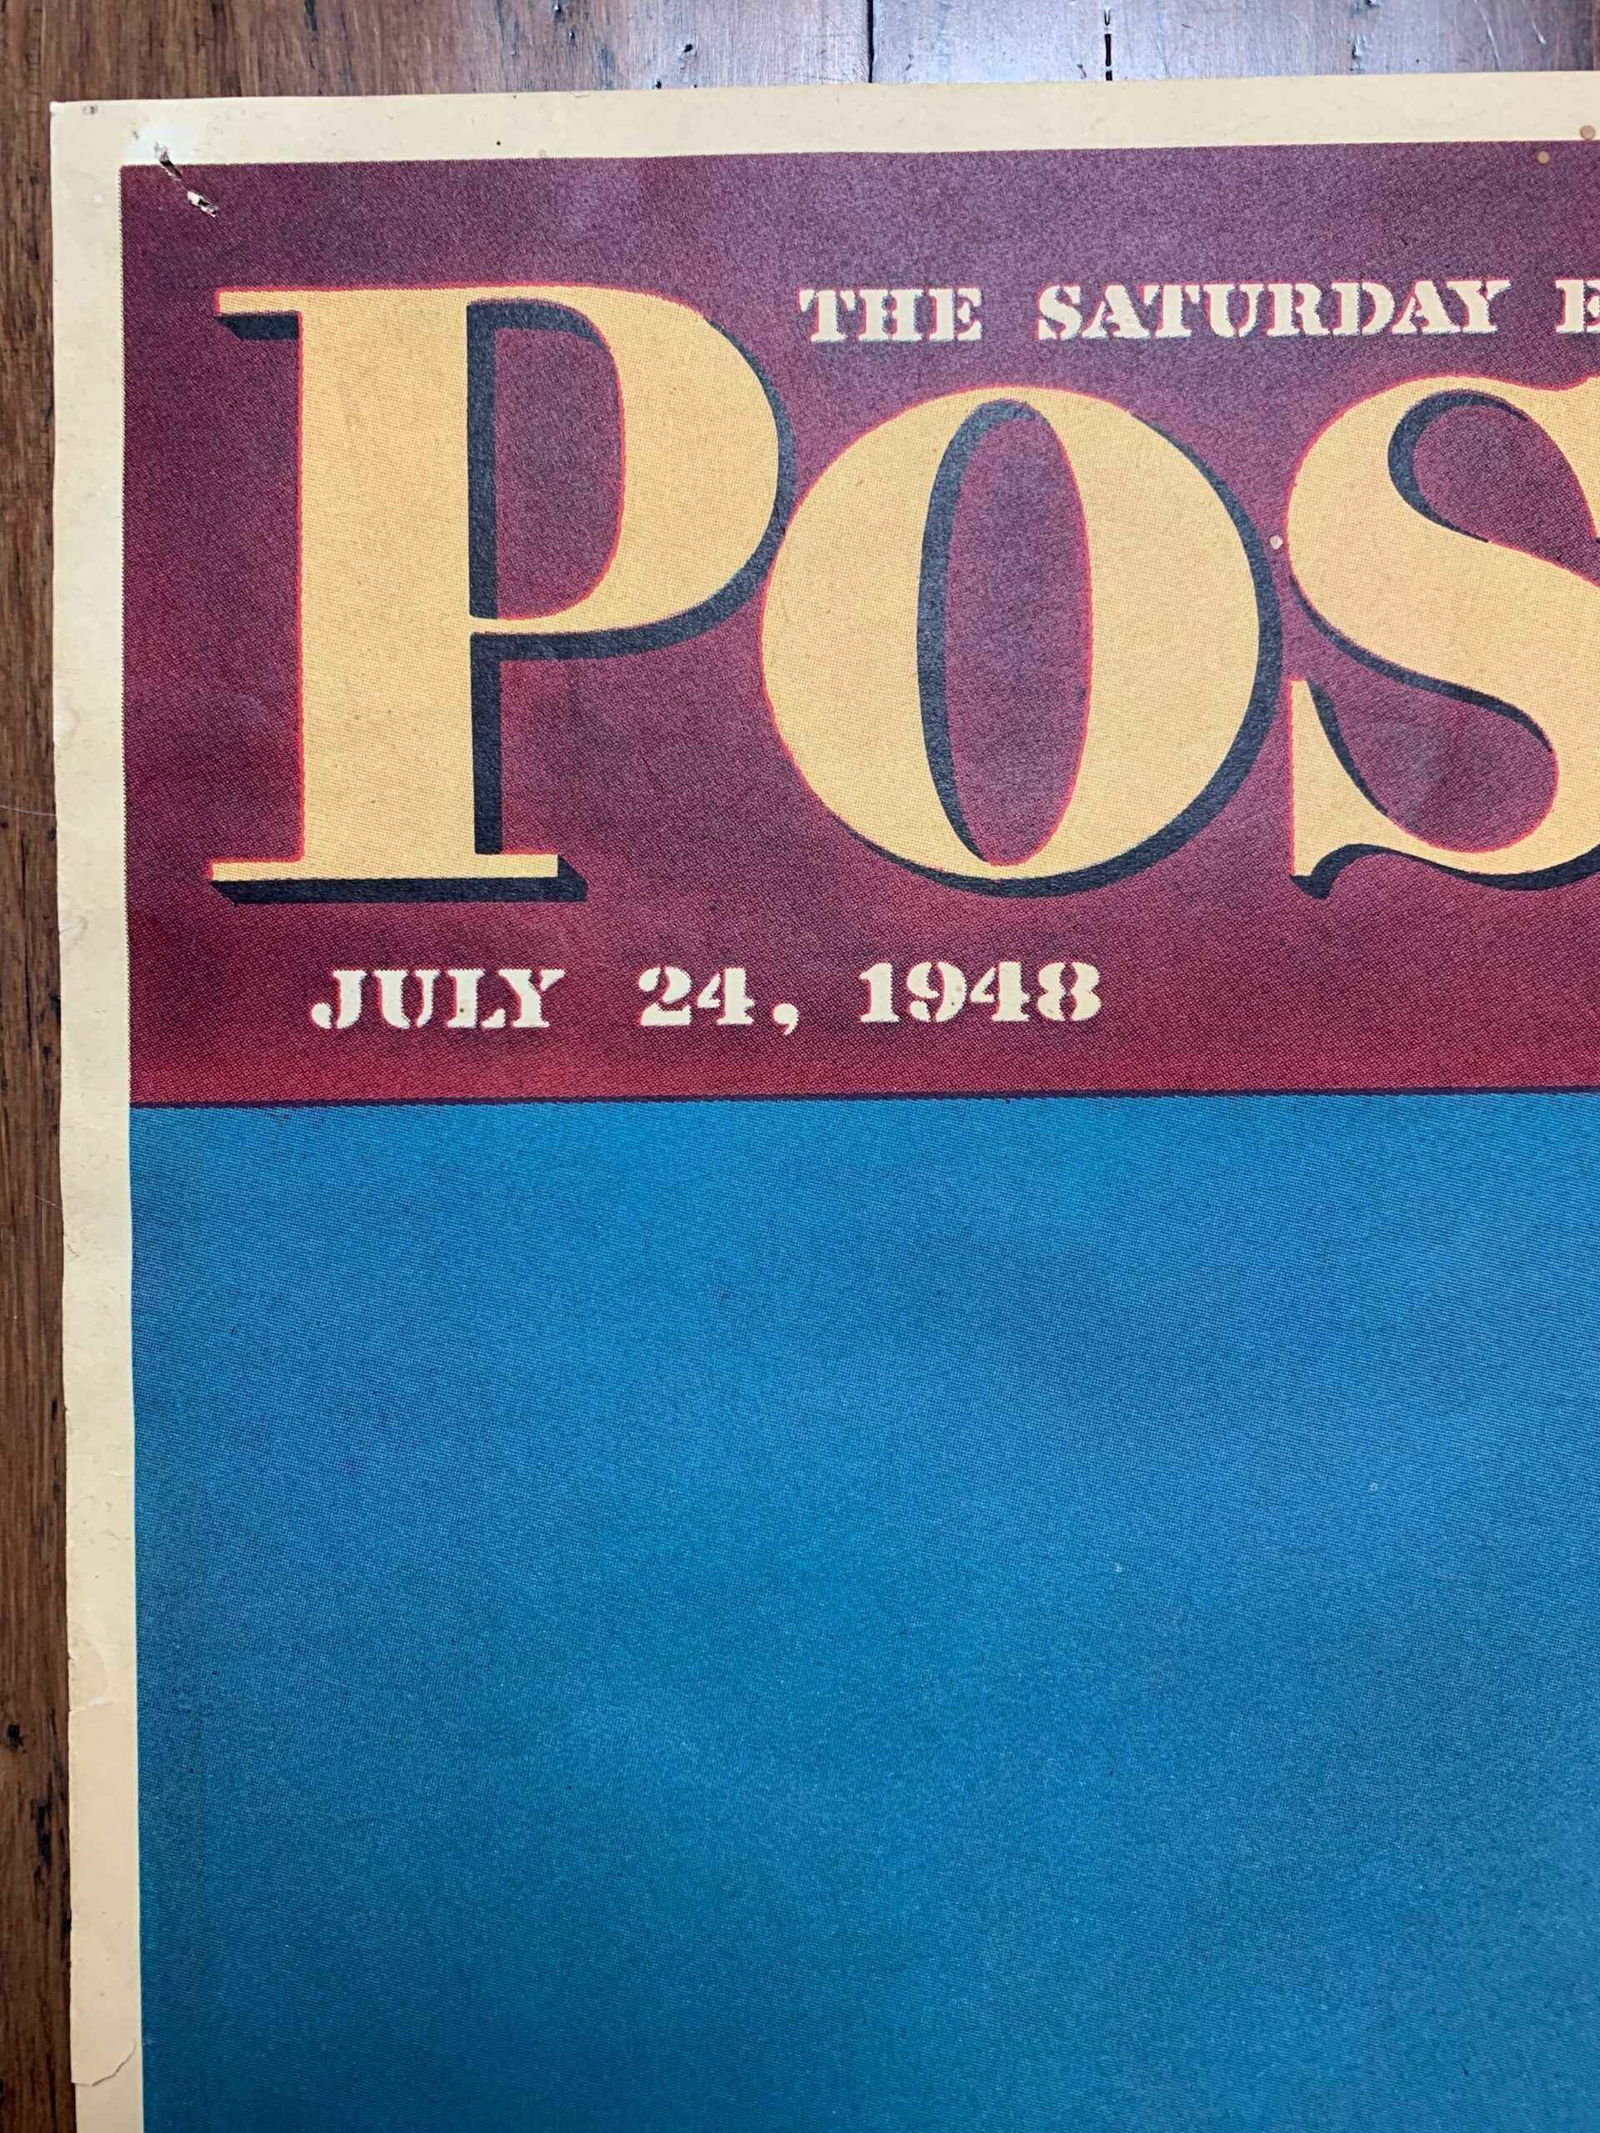 THE SATURDAY E
POS
JULY 24, 1948